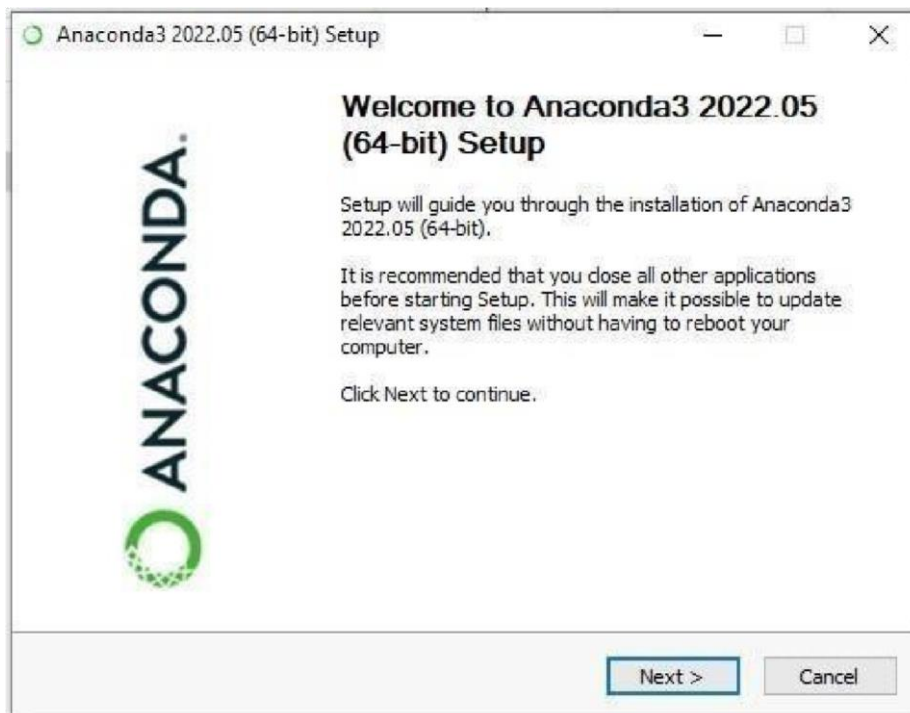 Anaconda3 2022.05 (64-bit) Setup
ANACONDA.
Welcome to Anaconda3 2022.05
(64-bit) Setup
Setup will guide you through the installation of Anaconda3
2022.05 (64-bit).
It is recommended that you close all other applications
before starting Setup. This will make it possible to update
relevant system files without having to reboot your
computer.
Click Next to continue.
Next >
Cancel